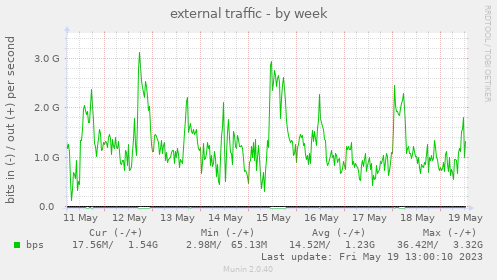 external traffic - by week
RRDTOOL / TOBI OETIKER
bits in (-) / out (+) per second
3.0 G
2.0 G
1.0 G
0.0
11 May 12 May 13 May 14 May 15 May 16 May 17 May 18 May 19 May
Cur (-/+) Min (-/+) Avg (-/+) Max (-/+)
bps 17.56M/ 1.54G 2.98M/ 65.13M 14.52M/ 1.23G 36.42M/ 3.32G
Last update: Fri May 19 13:00:10 2023
Munin 2.0.40